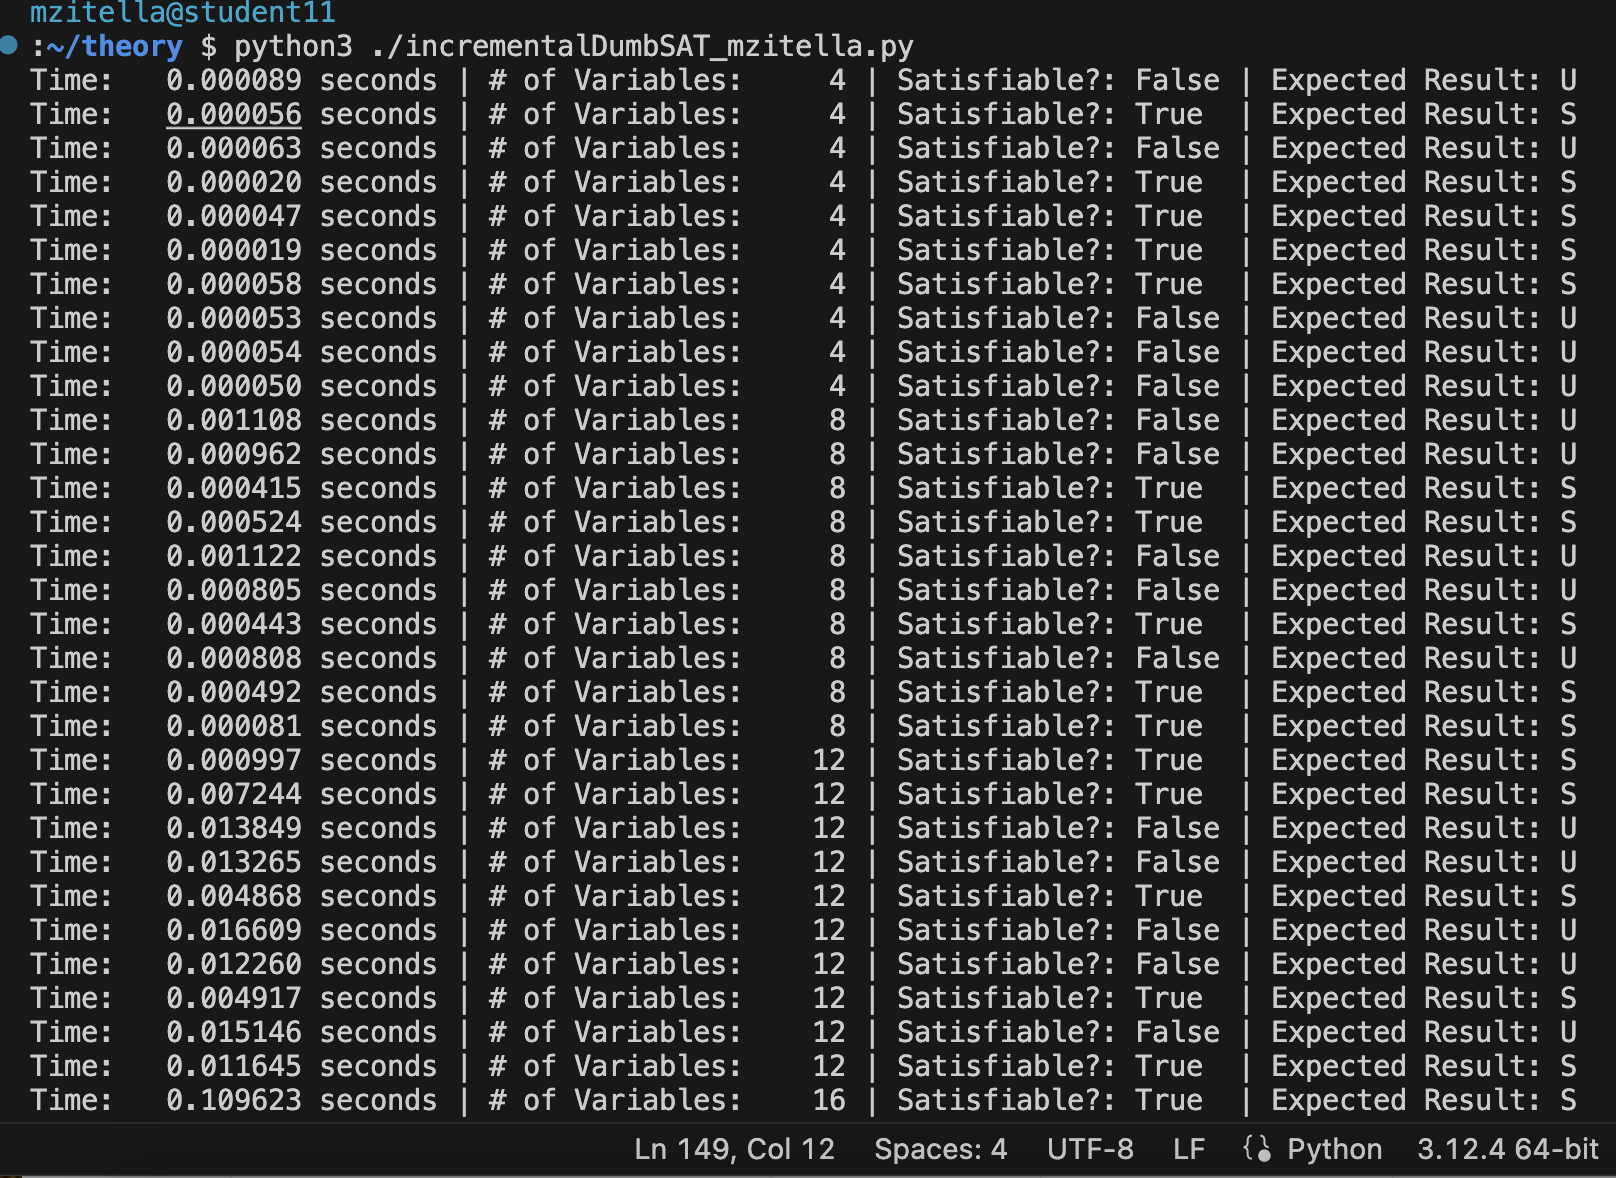 mzitella@student11
:~/theory $ python3 ./incrementalDumbSAT_mzitella.py
Time:   0.000089 seconds | # of Variables:     4 | Satisfiable?: False | Expected Result: U
Time:   0.000056 seconds | # of Variables:     4 | Satisfiable?: True  | Expected Result: S
Time:   0.000063 seconds | # of Variables:     4 | Satisfiable?: False | Expected Result: U
Time:   0.000020 seconds | # of Variables:     4 | Satisfiable?: True  | Expected Result: S
Time:   0.000047 seconds | # of Variables:     4 | Satisfiable?: True  | Expected Result: S
Time:   0.000019 seconds | # of Variables:     4 | Satisfiable?: True  | Expected Result: S
Time:   0.000058 seconds | # of Variables:     4 | Satisfiable?: True  | Expected Result: S
Time:   0.000053 seconds | # of Variables:     4 | Satisfiable?: False | Expected Result: U
Time:   0.000054 seconds | # of Variables:     4 | Satisfiable?: False | Expected Result: U
Time:   0.000050 seconds | # of Variables:     4 | Satisfiable?: False | Expected Result: U
Time:   0.001108 seconds | # of Variables:     8 | Satisfiable?: False | Expected Result: U
Time:   0.000962 seconds | # of Variables:     8 | Satisfiable?: False | Expected Result: U
Time:   0.000415 seconds | # of Variables:     8 | Satisfiable?: True  | Expected Result: S
Time:   0.000524 seconds | # of Variables:     8 | Satisfiable?: True  | Expected Result: S
Time:   0.001122 seconds | # of Variables:     8 | Satisfiable?: False | Expected Result: U
Time:   0.000805 seconds | # of Variables:     8 | Satisfiable?: False | Expected Result: U
Time:   0.000443 seconds | # of Variables:     8 | Satisfiable?: True  | Expected Result: S
Time:   0.000808 seconds | # of Variables:     8 | Satisfiable?: False | Expected Result: U
Time:   0.000492 seconds | # of Variables:     8 | Satisfiable?: True  | Expected Result: S
Time:   0.000081 seconds | # of Variables:     8 | Satisfiable?: True  | Expected Result: S
Time:   0.000997 seconds | # of Variables:    12 | Satisfiable?: True  | Expected Result: S
Time:   0.007244 seconds | # of Variables:    12 | Satisfiable?: True  | Expected Result: S
Time:   0.013849 seconds | # of Variables:    12 | Satisfiable?: False | Expected Result: U
Time:   0.013265 seconds | # of Variables:    12 | Satisfiable?: False | Expected Result: U
Time:   0.004868 seconds | # of Variables:    12 | Satisfiable?: True  | Expected Result: S
Time:   0.016609 seconds | # of Variables:    12 | Satisfiable?: False | Expected Result: U
Time:   0.012260 seconds | # of Variables:    12 | Satisfiable?: False | Expected Result: U
Time:   0.004917 seconds | # of Variables:    12 | Satisfiable?: True  | Expected Result: S
Time:   0.015146 seconds | # of Variables:    12 | Satisfiable?: False | Expected Result: U
Time:   0.011645 seconds | # of Variables:    12 | Satisfiable?: True  | Expected Result: S
Time:   0.109623 seconds | # of Variables:    16 | Satisfiable?: True  | Expected Result: S
Ln 149, Col 12   Spaces: 4   UTF-8   LF   {} Python   3.12.4 64-bit